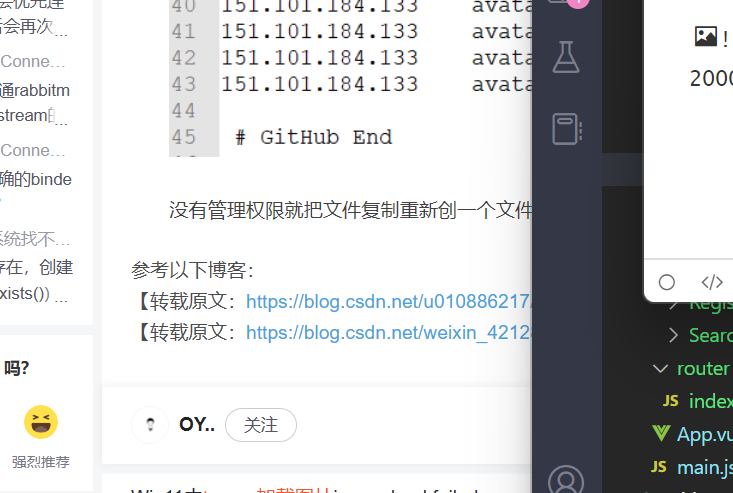 会再次...
Conne...
通rabbitm
stream的...
Conne...
确的binde
系统找不...
存在，创建
xists()) ...
吗?
强烈推荐
40 151.101.184.133 avata
41 151.101.184.133 avata
42 151.101.184.133 avata
43 151.101.184.133 avata
44
45 # GitHub End
没有管理权限就把文件复制重新创一个文件
参考以下博客：
【转载原文：https://blog.csdn.net/u010886217
【转载原文：https://blog.csdn.net/weixin_4212
OY..
关注
!
2000
Search
router
JS index
App.vu
JS main.js